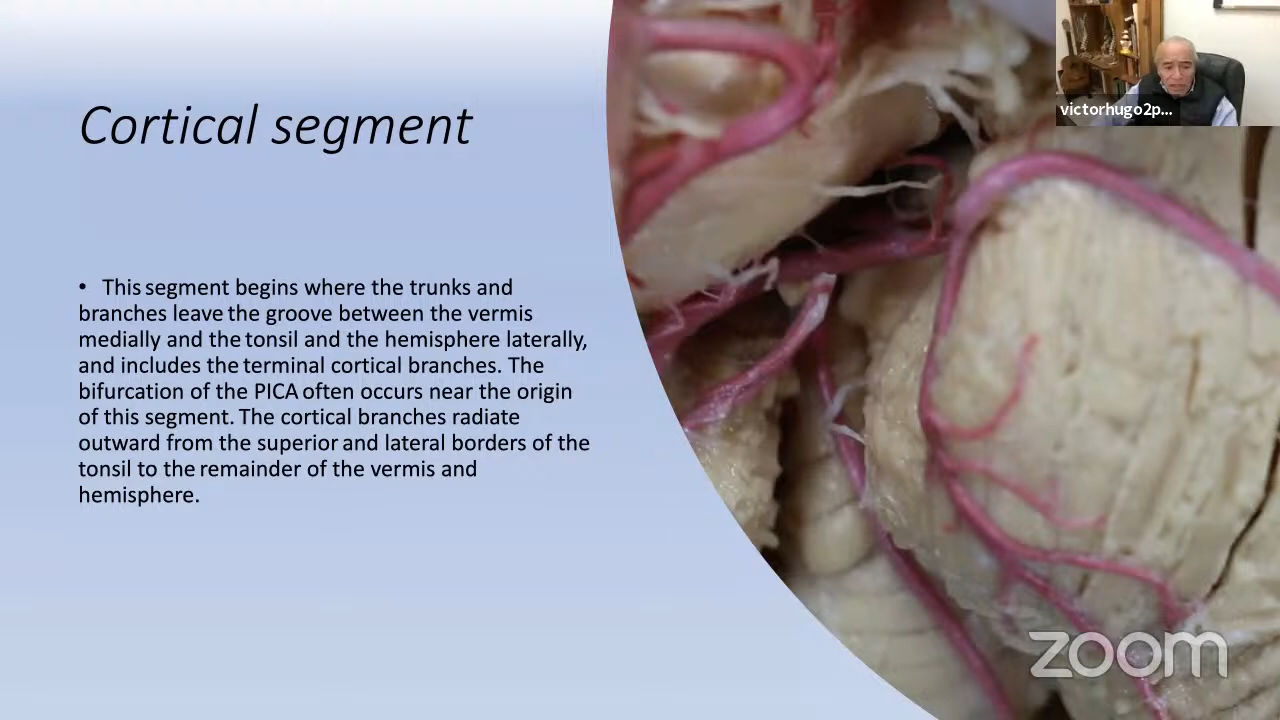 victorhugo2p...
Cortical segment
• This segment begins where the trunks and
branches leave the groove between the vermis
medially and the tonsil and the hemisphere laterally,
and includes the terminal cortical branches. The
bifurcation of the PICA often occurs near the origin
of this segment. The cortical branches radiate
outward from the superior and lateral borders of the
tonsil to the remainder of the vermis and
hemisphere.
zoom